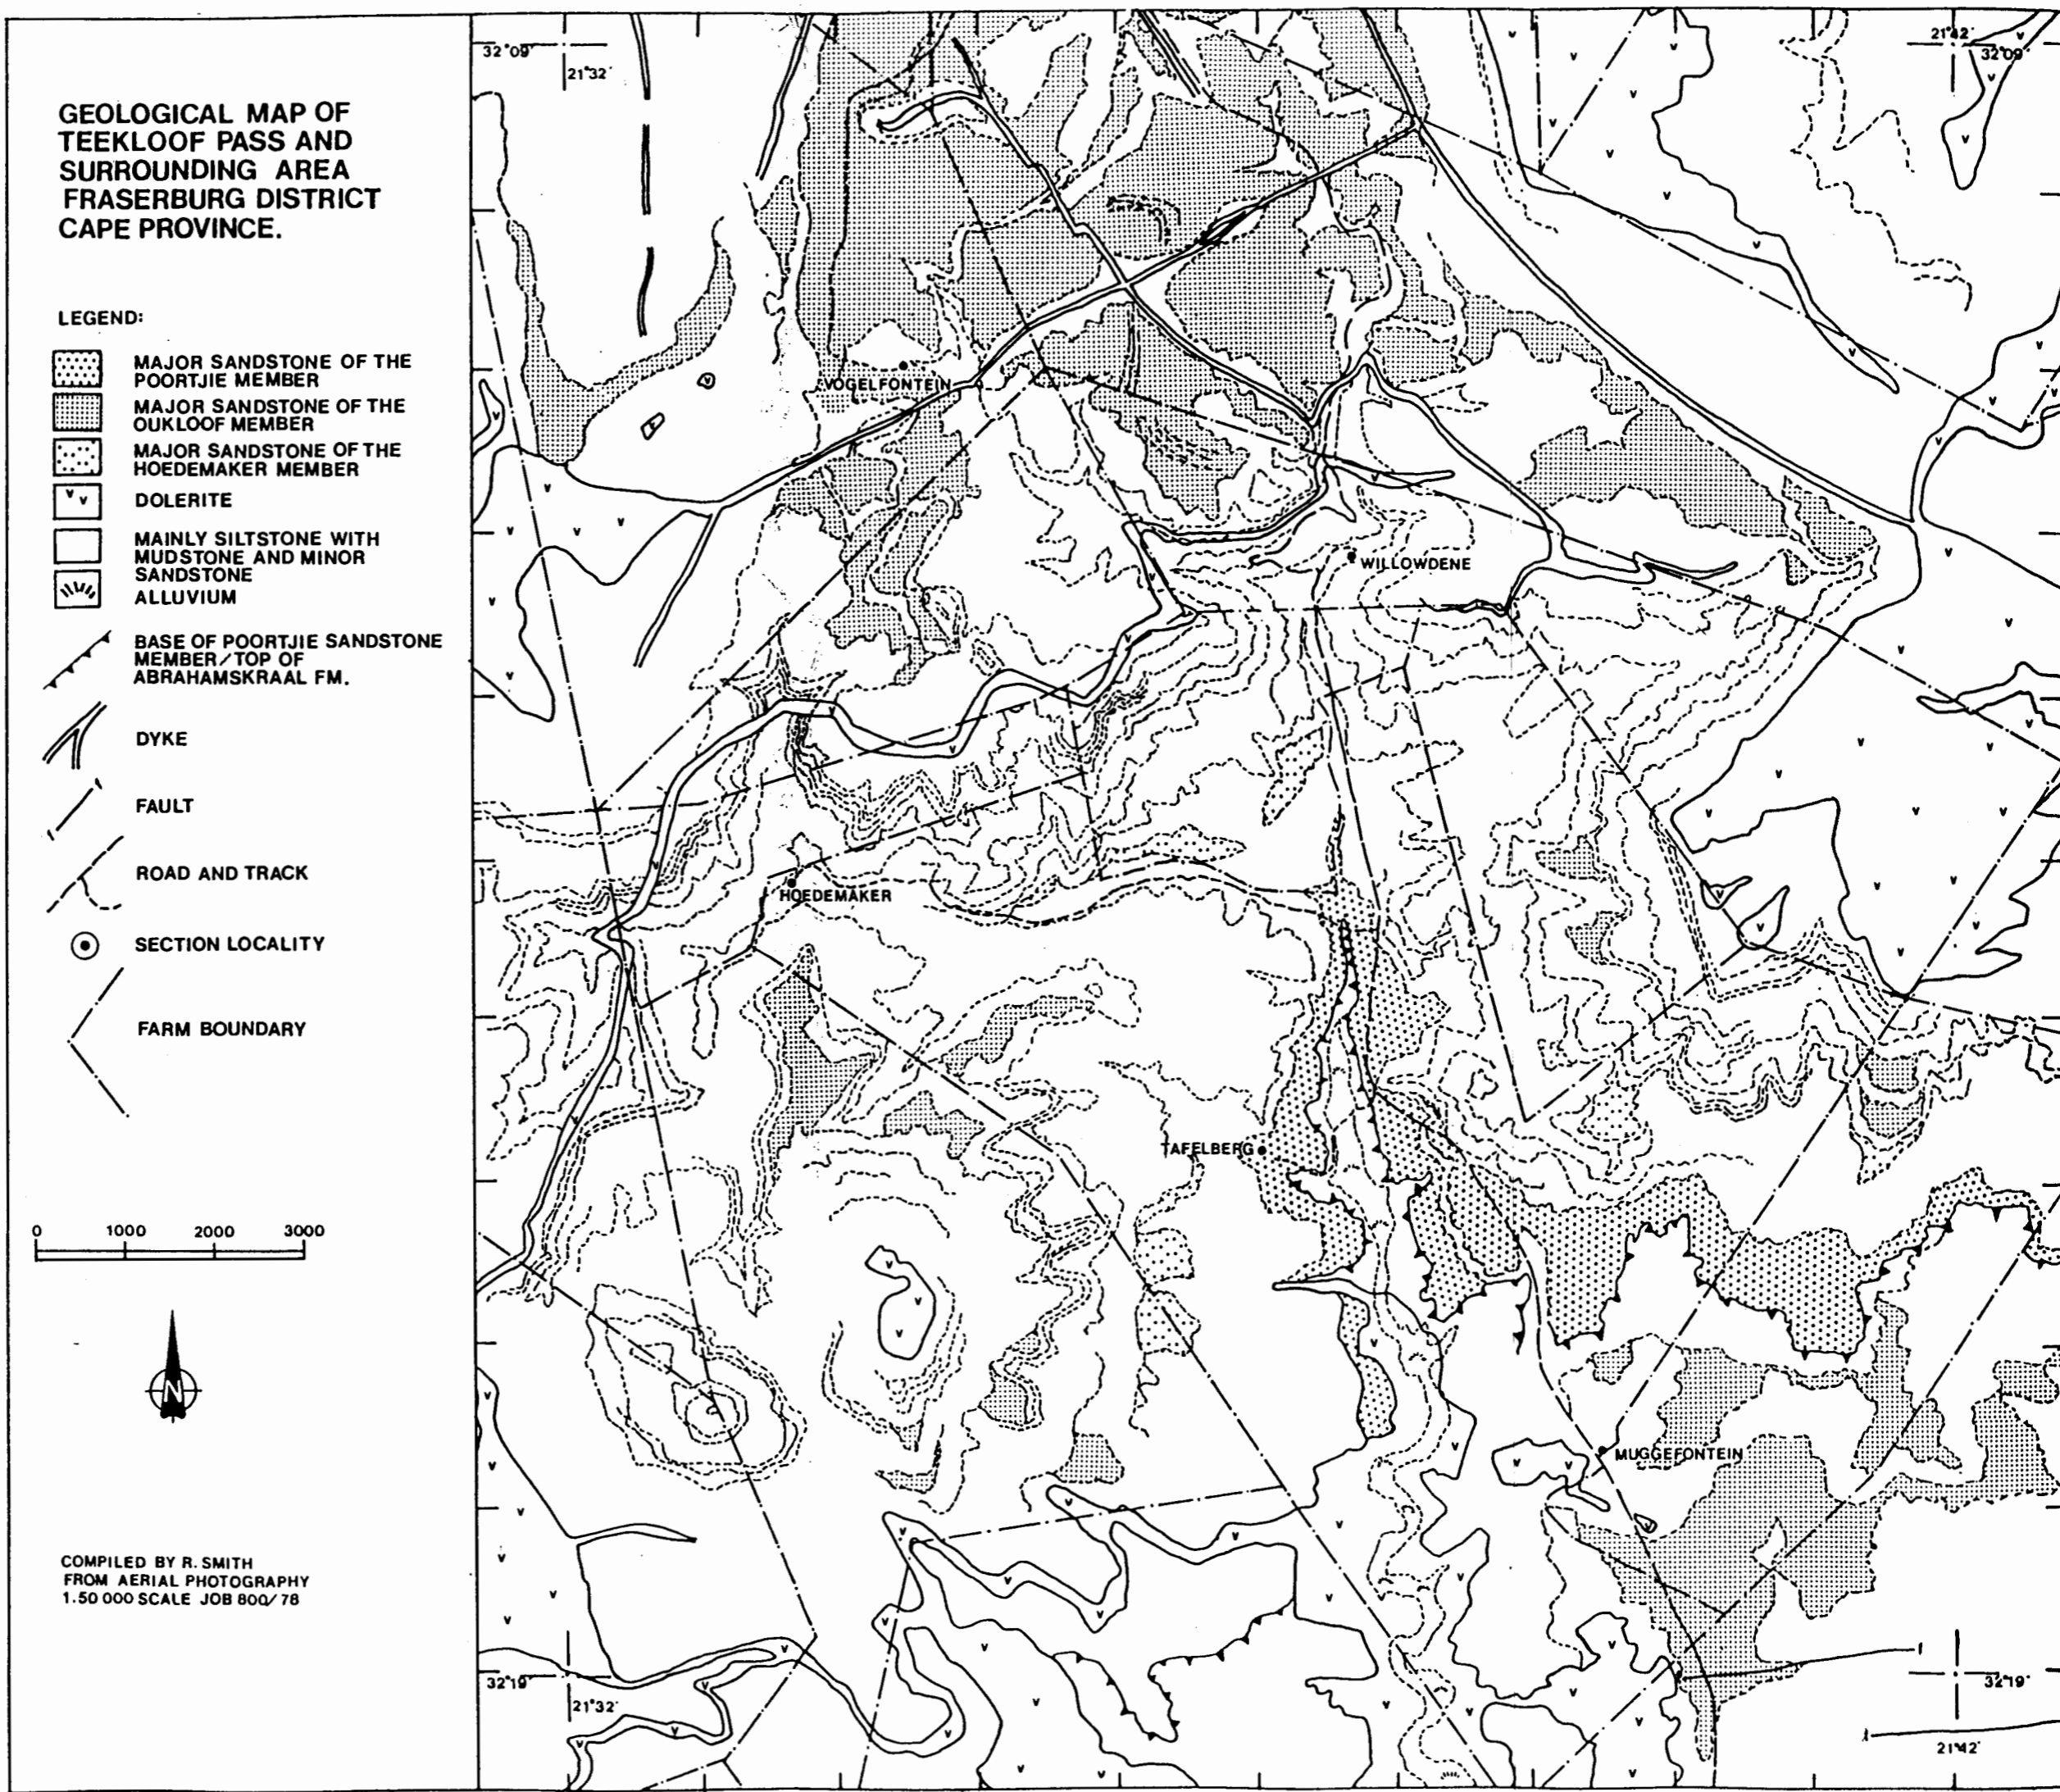 GEOLOGICAL MAP OF
TEEKLOOF PASS AND
SURROUNDING AREA
FRASERBURG DISTRICT
CAPE PROVINCE.
LEGEND:
MAJOR SANDSTONE OF THE
POORTJIE MEMBER
MAJOR SANDSTONE OF THE
OUKLOOF MEMBER
MAJOR SANDSTONE OF THE
HOEDEMAKER MEMBER
DOLERITE
MAINLY SILTSTONE WITH
MUDSTONE AND MINOR
SANDSTONE
ALLUVIUM
BASE OF POORTJIE SANDSTONE
MEMBER/TOP OF
ABRAHAMSKRAAL FM.
DYKE
FAULT
ROAD AND TRACK
SECTION LOCALITY
FARM BOUNDARY
0 1000 2000 3000
N
COMPILED BY R. SMITH
FROM AERIAL PHOTOGRAPHY
1.50 000 SCALE JOB 800/78
32°09'
21°32'
21°42'
32°09'
VOGELFONTEIN
WILLOWDENE
HOEDEMAKER
TAFELBERG
MUGGEFONTEIN
32°19'
21°32'
32°19'
21°42'